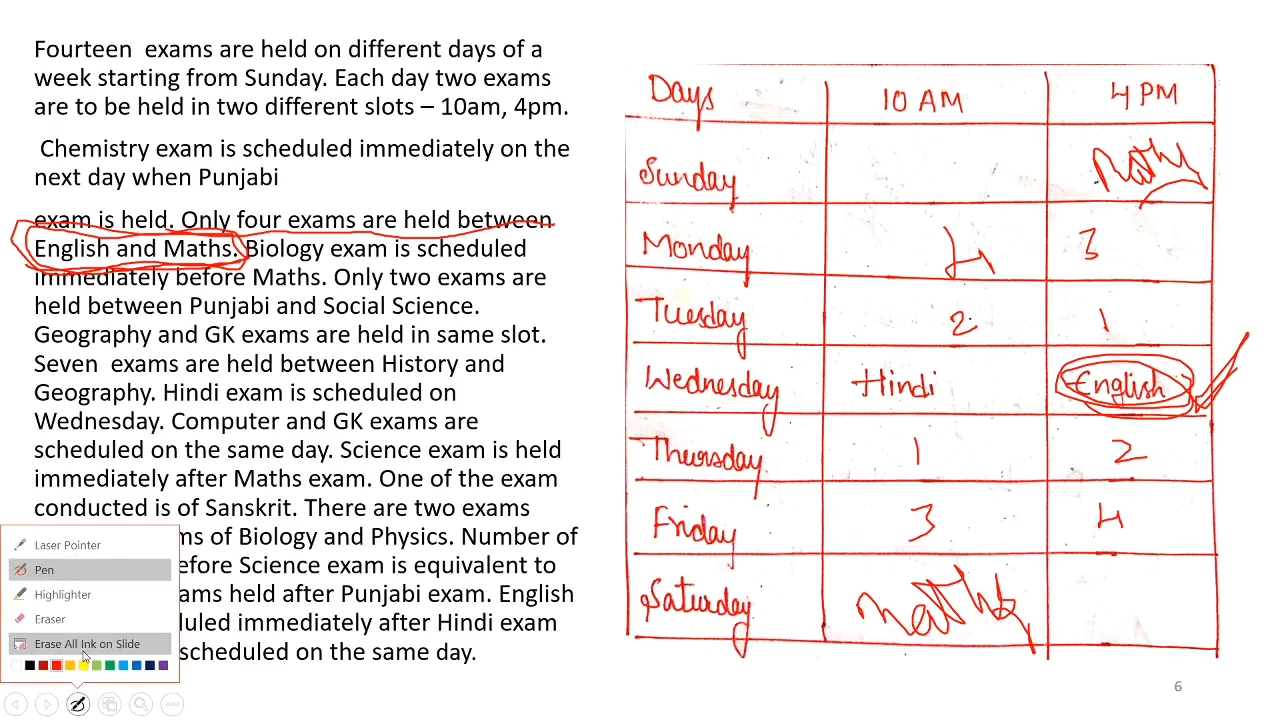 Fourteen exams are held on different days of a
week starting from Sunday. Each day two exams
are to be held in two different slots – 10am, 4pm.
Chemistry exam is scheduled immediately on the
next day when Punjabi
exam is held. Only four exams are held between
English and Maths. Biology exam is scheduled
immediately before Maths. Only two exams are
held between Punjabi and Social Science.
Geography and GK exams are held in same slot.
Seven exams are held between History and
Geography. Hindi exam is scheduled on
Wednesday. Computer and GK exams are
scheduled on the same day. Science exam is held
immediately after Maths exam. One of the exam
conducted is of Sanskrit. There are two exams
ms of Biology and Physics. Number of
efore Science exam is equivalent to
ams held after Punjabi exam. English
duled immediately after Hindi exam
scheduled on the same day.
Laser Pointer
Pen
Highlighter
Eraser
Erase All Ink on Slide
Days 10 AM 4 PM
Sunday Maths
Monday 4 3
Tuesday 2 1
Wednesday Hindi English
Thursday 1 2
Friday 3 4
Saturday Maths
6